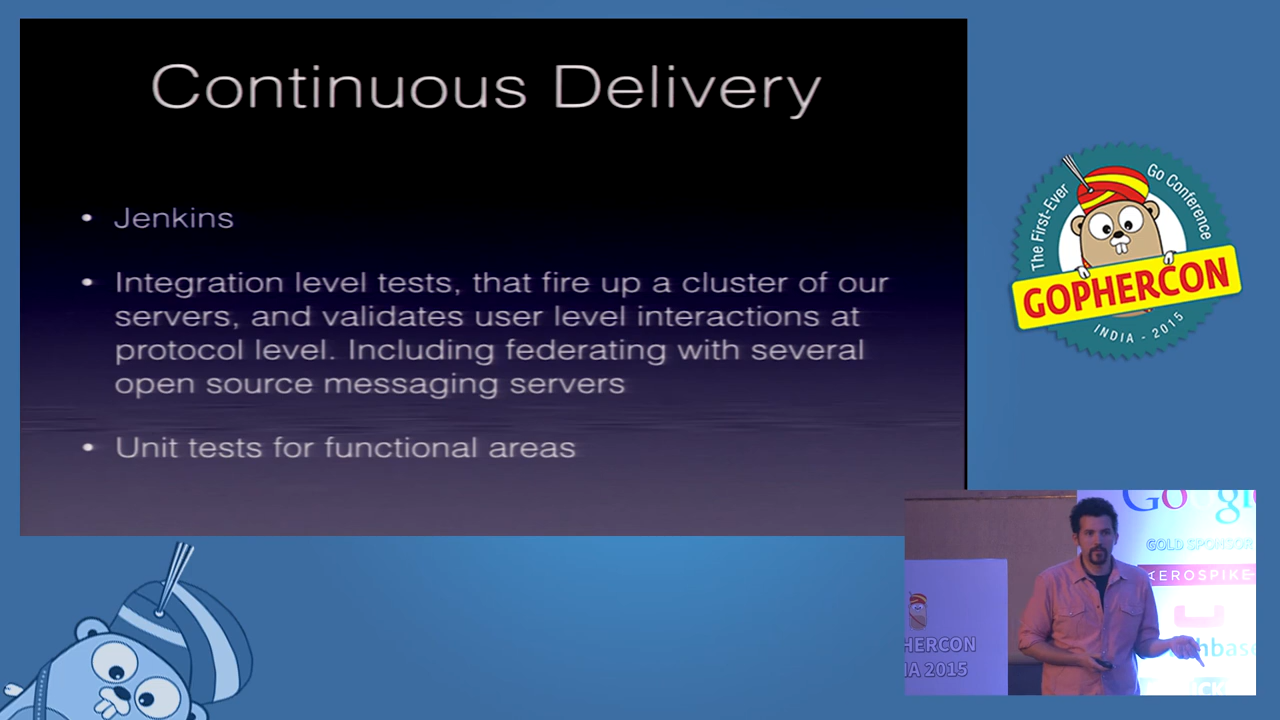 Continuous Delivery
• Jenkins
• Integration level tests, that fire up a cluster of our
servers, and validates user level interactions at
protocol level. Including federating with several
open source messaging servers
• Unit tests for functional areas
The First-Ever Go Conference
GOPHERCON
INDIA - 2015
Google
GOLD SPONSOR
AEROSPIKE
hbase
HERCON
IA 2015